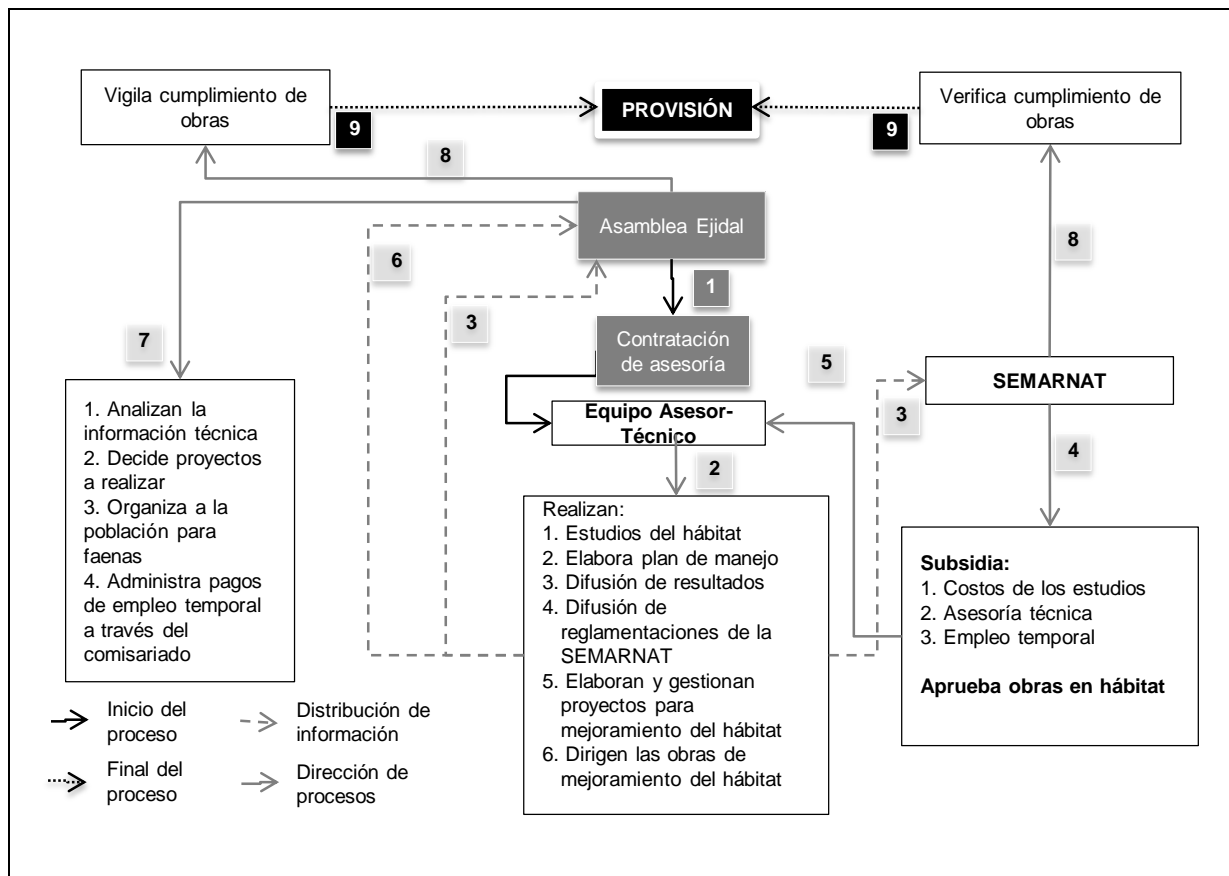 Vigila cumplimiento de
obras
PROVISIÓN
Verifica cumplimiento de
obras
9
9
8
Asamblea Ejidal
6
8
1
3
7
Contratación
de asesoría
5
SEMARNAT
3
Equipo Asesor-
Técnico
4
2
1. Analizan la
información técnica
2. Decide proyectos
a realizar
3. Organiza a la
población para
faenas
4. Administra pagos
de empleo temporal
a través del
comisariado
Realizan:
1. Estudios del hábitat
2. Elabora plan de manejo
3. Difusión de resultados
4. Difusión de
reglamentaciones de la
SEMARNAT
5. Elaboran y gestionan
proyectos para
mejoramiento del hábitat
6. Dirigen las obras de
mejoramiento del hábitat
Subsidia:
1. Costos de los estudios
2. Asesoría técnica
3. Empleo temporal
Aprueba obras en hábitat
Inicio del
proceso
Distribución de
información
Final del
proceso
Dirección de
procesos